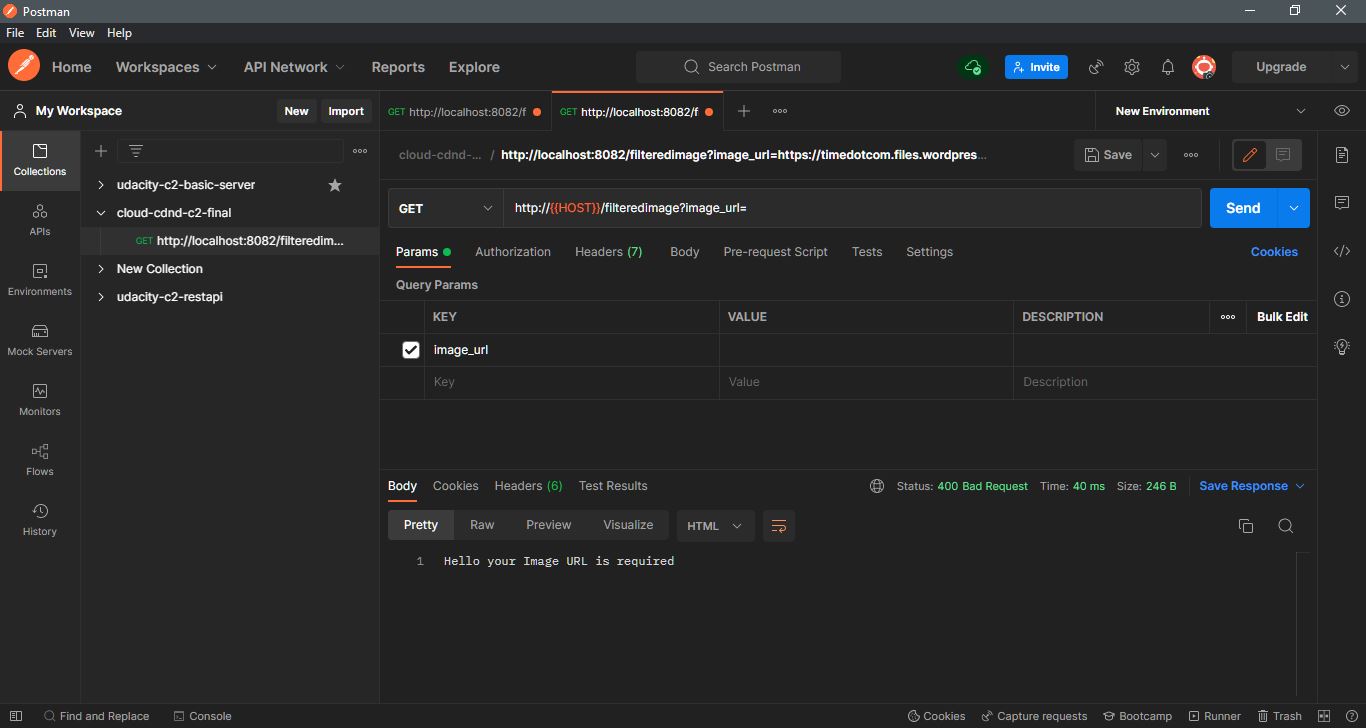 Postman
File Edit View Help
Home Workspaces API Network Reports Explore Search Postman Invite Upgrade
My Workspace New Import GET http://localhost:8082/f GET http://localhost:8082/f New Environment
cloud-cdnd-... / http://localhost:8082/filteredimage?image_url=https://timedotcom.files.wordpres... Save
Collections
udacity-c2-basic-server
cloud-cdnd-c2-final
GET http://localhost:8082/filteredim...
New Collection
udacity-c2-restapi
APIs
Environments
Mock Servers
Monitors
Flows
History
GET http://{{HOST}}/filteredimage?image_url= Send
Params Authorization Headers (7) Body Pre-request Script Tests Settings Cookies
Query Params
KEY VALUE DESCRIPTION Bulk Edit
image_url
Key Value Description
Body Cookies Headers (6) Test Results Status: 400 Bad Request Time: 40 ms Size: 246 B Save Response
Pretty Raw Preview Visualize HTML
1 Hello your Image URL is required
Find and Replace Console Cookies Capture requests Bootcamp Runner Trash